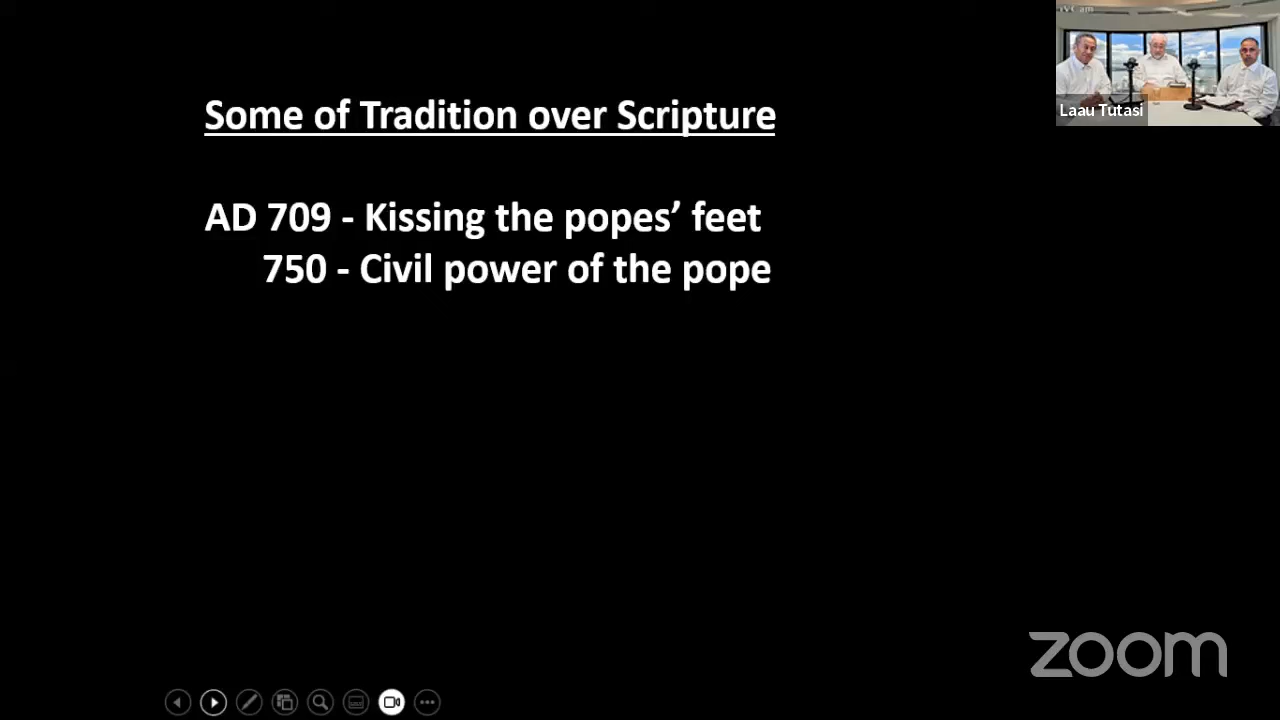 Some of Tradition over Scripture
AD 709 - Kissing the popes’ feet
750 - Civil power of the pope
Laau Tutasi
zoom